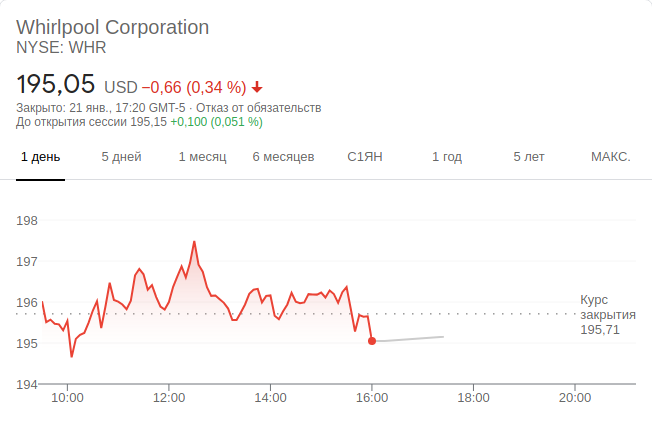 Whirlpool Corporation
NYSE: WHR
195,05 USD −0,66 (0,34 %)
Закрыто: 21 янв., 17:20 GMT-5 · Отказ от обязательств
До открытия сессии 195,15 +0,100 (0,051 %)
1 день 5 дней 1 месяц 6 месяцев С1ЯН 1 год 5 лет МАКС.
198
197
196
Курс
закрытия
195,71
195
194
10:00 12:00 14:00 16:00 18:00 20:00